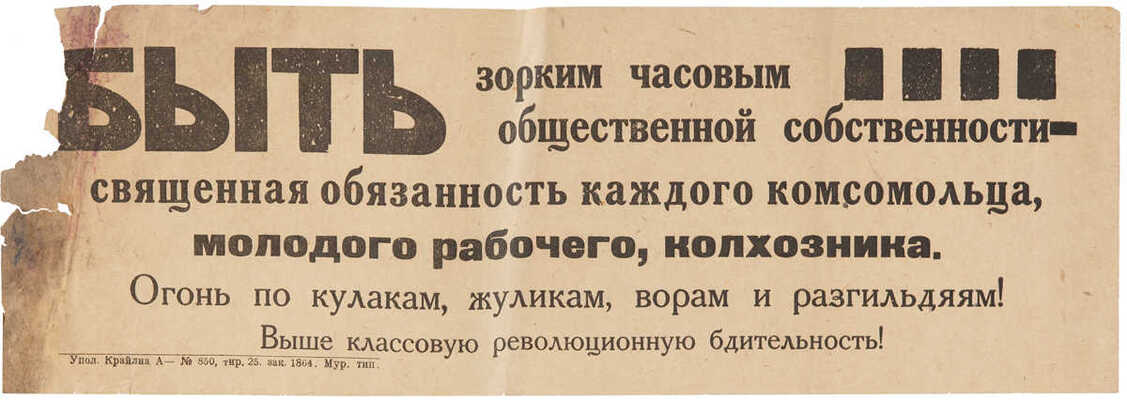 БЫТЬ зорким часовым
общественной собственности—
священная обязанность каждого комсомольца,
молодого рабочего, колхозника.
Огонь по кулакам, жуликам, ворам и разгильдяям!
Выше классовую революционную бдительность!
Упол. Крайлна А— № 850, тир. 25. зак. 1864. Мур. тип.